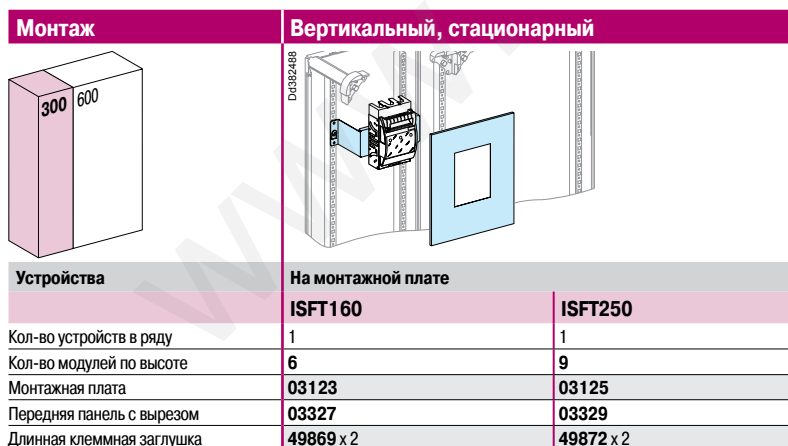 Монтаж Вертикальный, стационарный
Dd382488
300 600
Устройства На монтажной плате
ISFT160 ISFT250
Кол-во устройств в ряду 1 1
Кол-во модулей по высоте 6 9
Монтажная плата 03123 03125
Передняя панель с вырезом 03327 03329
Длинная клеммная заглушка 49869 x 2 49872 x 2